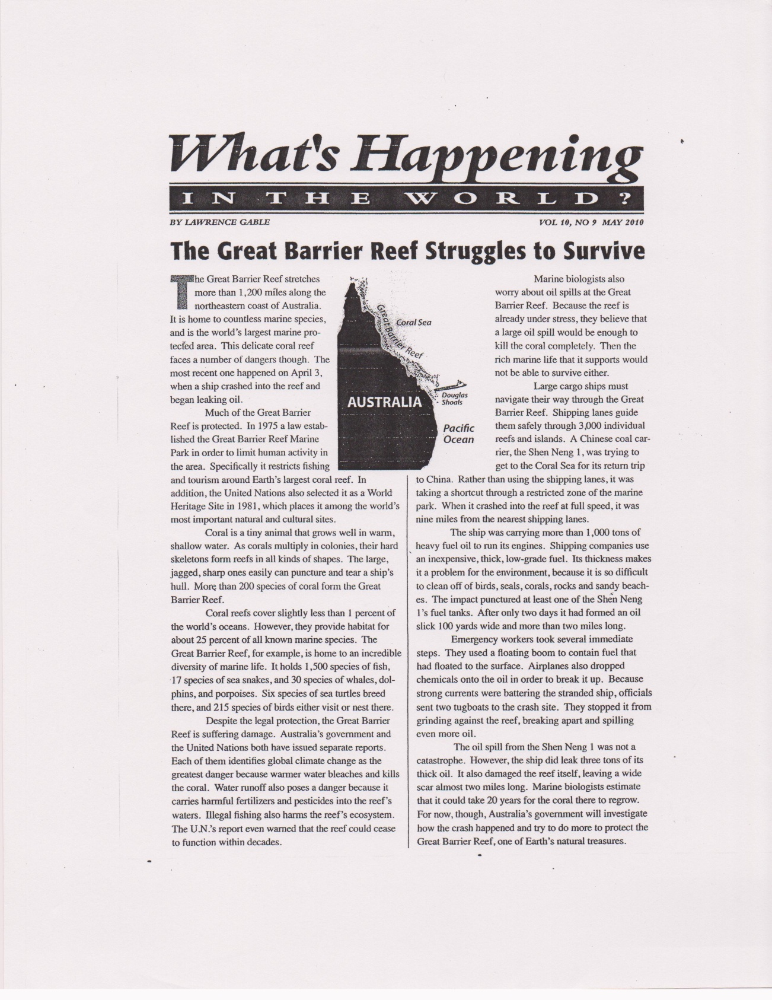 What's Happening
IN THE WORLD?
BY LAWRENCE GABLE
VOL 10, NO 9 MAY 2010
The Great Barrier Reef Struggles to Survive
The Great Barrier Reef stretches
more than 1,200 miles along the
northeastern coast of Australia.
It is home to countless marine species,
and is the world's largest marine pro-
tected area. This delicate coral reef
faces a number of dangers though. The
most recent one happened on April 3,
when a ship crashed into the reef and
began leaking oil.
Much of the Great Barrier
Reef is protected. In 1975 a law estab-
lished the Great Barrier Reef Marine
Park in order to limit human activity in
the area. Specifically it restricts fishing
and tourism around Earth's largest coral reef. In
addition, the United Nations also selected it as a World
Heritage Site in 1981, which places it among the world's
most important natural and cultural sites.
Coral is a tiny animal that grows well in warm,
shallow water. As corals multiply in colonies, their hard
skeletons form reefs in all kinds of shapes. The large,
jagged, sharp ones easily can puncture and tear a ship's
hull. More than 200 species of coral form the Great
Barrier Reef.
Coral reefs cover slightly less than 1 percent of
the world's oceans. However, they provide habitat for
about 25 percent of all known marine species. The
Great Barrier Reef, for example, is home to an incredible
diversity of marine life. It holds 1,500 species of fish,
17 species of sea snakes, and 30 species of whales, dol-
phins, and porpoises. Six species of sea turtles breed
there, and 215 species of birds either visit or nest there.
Despite the legal protection, the Great Barrier
Reef is suffering damage. Australia's government and
the United Nations both have issued separate reports.
Each of them identifies global climate change as the
greatest danger because warmer water bleaches and kills
the coral. Water runoff also poses a danger because it
carries harmful fertilizers and pesticides into the reef's
waters. Illegal fishing also harms the reef's ecosystem.
The U.N.'s report even warned that the reef could cease
to function within decades.
Great Barrier Reef
Coral Sea
Douglas
Shoals
AUSTRALIA
Pacific
Ocean
Marine biologists also
worry about oil spills at the Great
Barrier Reef. Because the reef is
already under stress, they believe that
a large oil spill would be enough to
kill the coral completely. Then the
rich marine life that it supports would
not be able to survive either.
Large cargo ships must
navigate their way through the Great
Barrier Reef. Shipping lanes guide
them safely through 3,000 individual
reefs and islands. A Chinese coal car-
rier, the Shen Neng 1, was trying to
get to the Coral Sea for its return trip
to China. Rather than using the shipping lanes, it was
taking a shortcut through a restricted zone of the marine
park. When it crashed into the reef at full speed, it was
nine miles from the nearest shipping lanes.
The ship was carrying more than 1,000 tons of
heavy fuel oil to run its engines. Shipping companies use
an inexpensive, thick, low-grade fuel. Its thickness makes
it a problem for the environment, because it is so difficult
to clean off of birds, seals, corals, rocks and sandy beach-
es. The impact punctured at least one of the Shen Neng
1's fuel tanks. After only two days it had formed an oil
slick 100 yards wide and more than two miles long.
Emergency workers took several immediate
steps. They used a floating boom to contain fuel that
had floated to the surface. Airplanes also dropped
chemicals onto the oil in order to break it up. Because
strong currents were battering the stranded ship, officials
sent two tugboats to the crash site. They stopped it from
grinding against the reef, breaking apart and spilling
even more oil.
The oil spill from the Shen Neng 1 was not a
catastrophe. However, the ship did leak three tons of its
thick oil. It also damaged the reef itself, leaving a wide
scar almost two miles long. Marine biologists estimate
that it could take 20 years for the coral there to regrow.
For now, though, Australia's government will investigate
how the crash happened and try to do more to protect the
Great Barrier Reef, one of Earth's natural treasures.